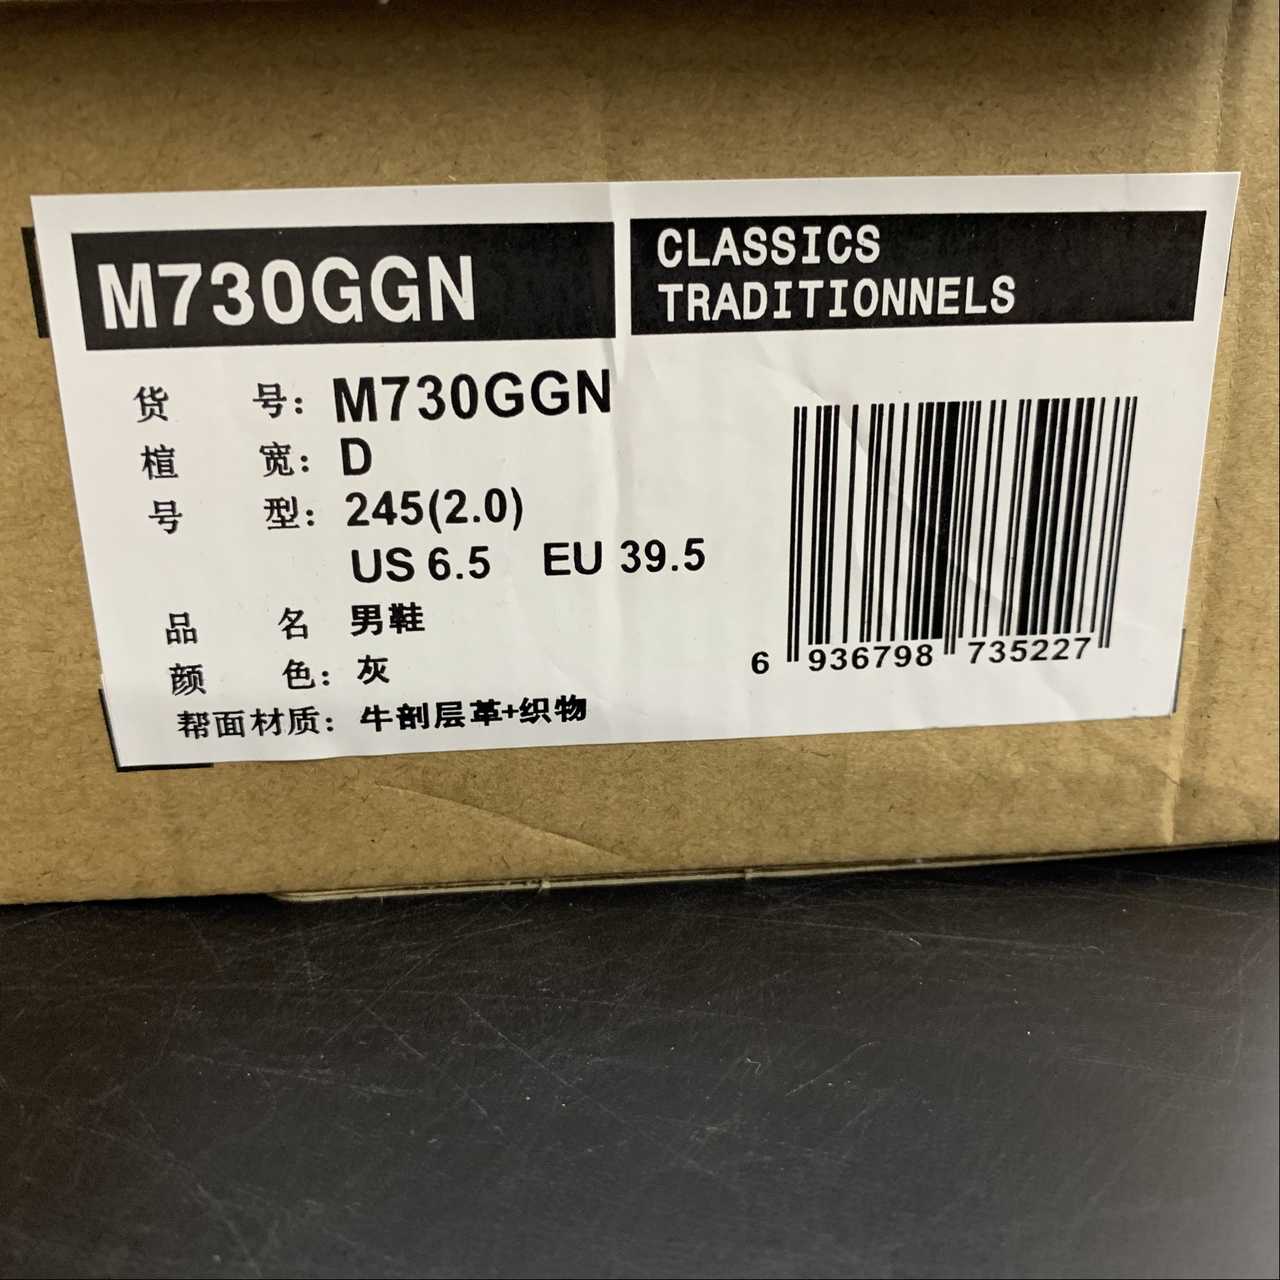 M730GGN
CLASSICS
TRADITIONNELS
货 号: M730GGN
楦 宽: D
号 型: 245(2.0)
US 6.5 EU 39.5
品 名 男鞋
颜 色: 灰
帮面材质: 牛剖层革+织物
6 936798 735227